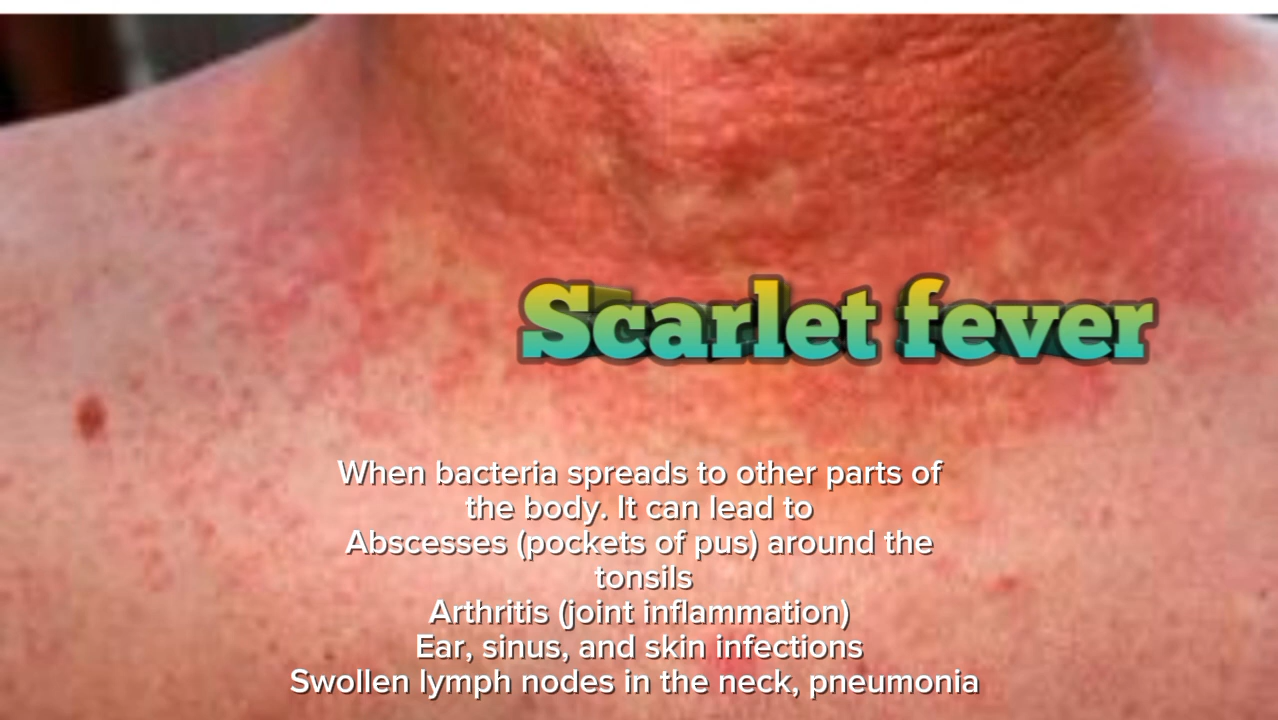 Scarlet fever
When bacteria spreads to other parts of
the body. It can lead to
Abscesses (pockets of pus) around the
tonsils
Arthritis (joint inflammation)
Ear, sinus, and skin infections
Swollen lymph nodes in the neck, pneumonia